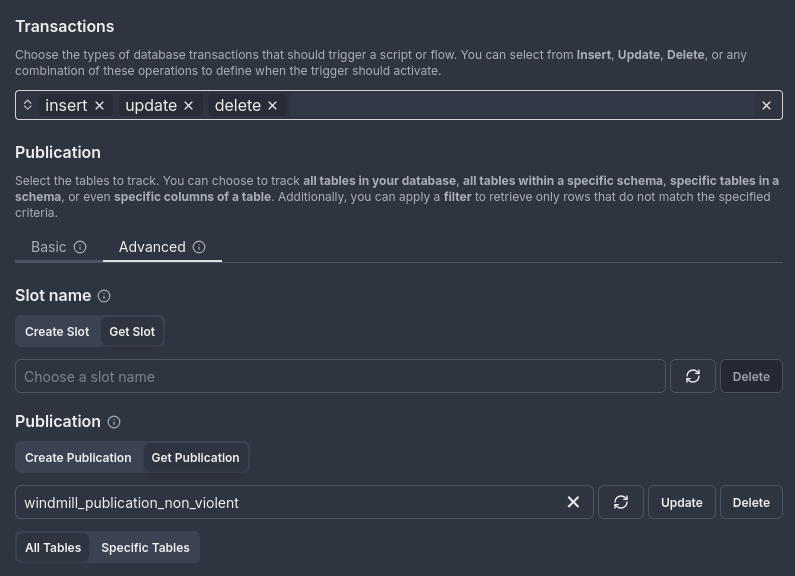 Transactions
Choose the types of database transactions that should trigger a script or flow. You can select from Insert, Update, Delete, or any
combination of these operations to define when the trigger should activate.
insert update delete
Publication
Select the tables to track. You can choose to track all tables in your database, all tables within a specific schema, specific tables in a
schema, or even specific columns of a table. Additionally, you can apply a filter to retrieve only rows that do not match the specified
criteria.
Basic Advanced
Slot name
Create Slot Get Slot
Choose a slot name Delete
Publication
Create Publication Get Publication
windmill_publication_non_violent Update Delete
All Tables Specific Tables